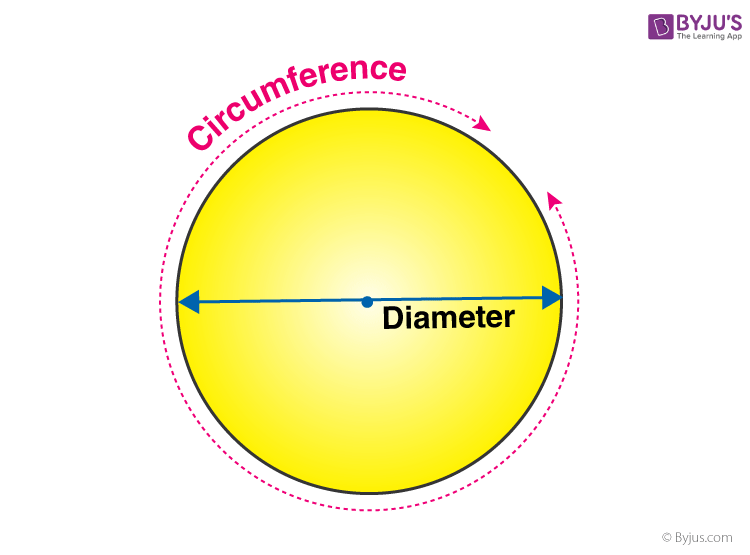 BYJU'S
The Learning App
Circumference
Diameter
© Byjus.com